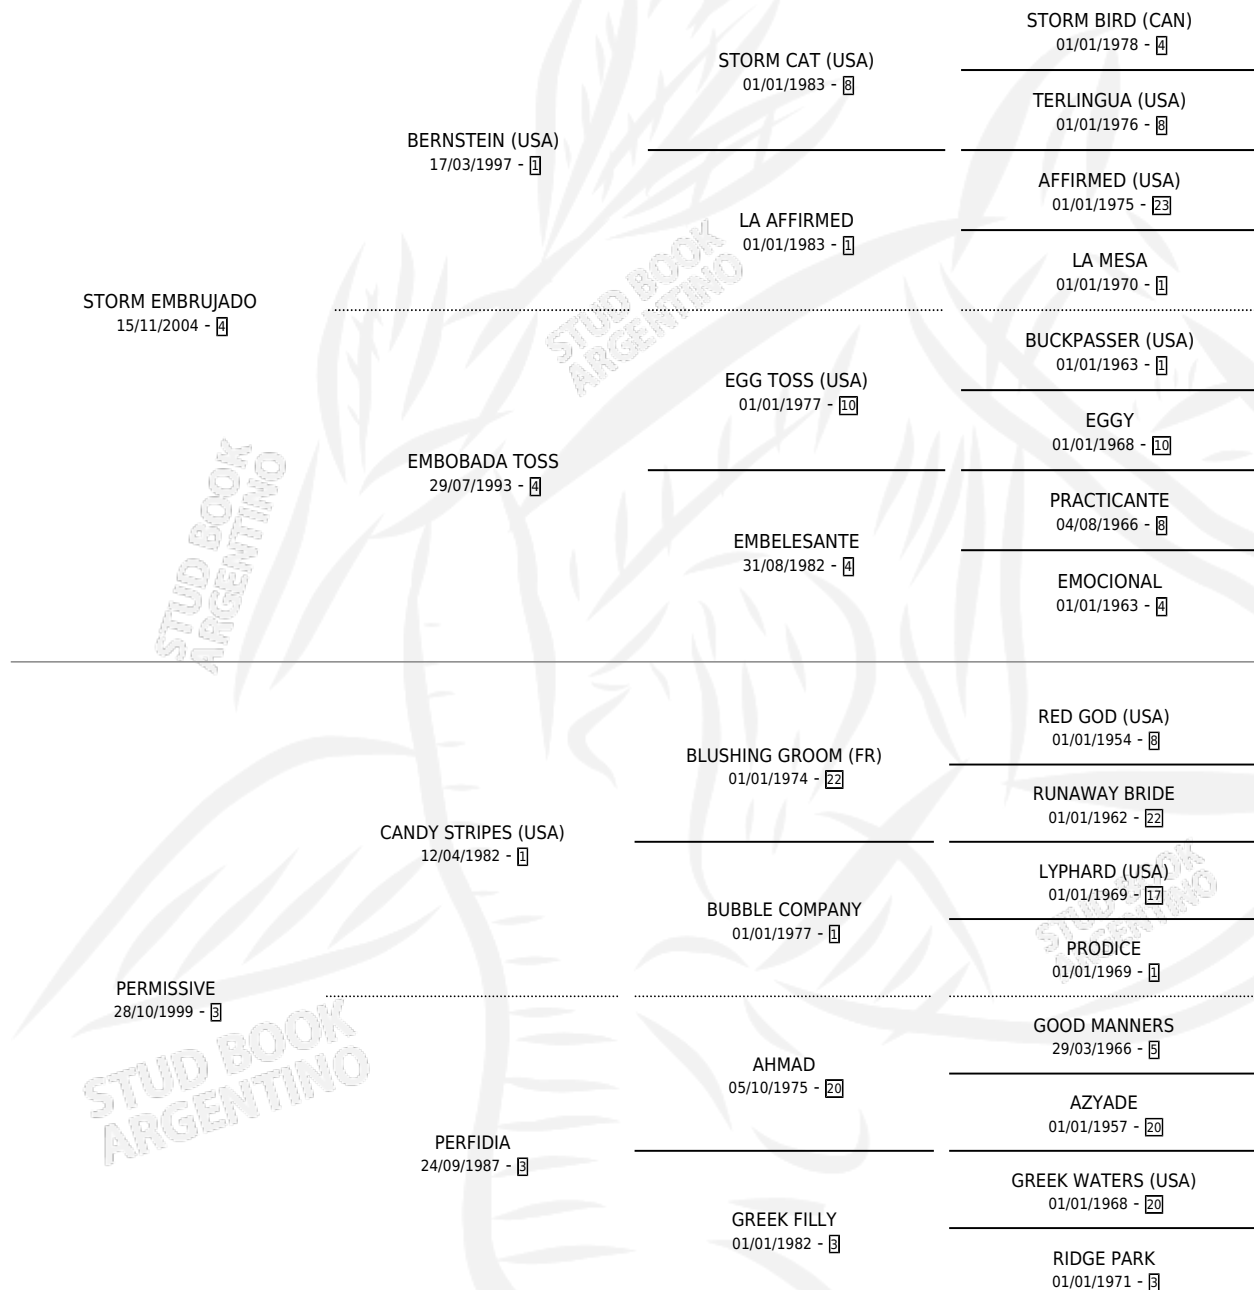 STORM BIRD (CAN)
01/01/1978 - 4
STORM CAT (USA)
01/01/1983 - 8
TERLINGUA (USA)
01/01/1976 - 8
BERNSTEIN (USA)
17/03/1997 - 1
AFFIRMED (USA)
01/01/1975 - 23
LA AFFIRMED
01/01/1983 - 1
LA MESA
01/01/1970 - 1
STORM EMBRUJADO
15/11/2004 - 4
BUCKPASSER (USA)
01/01/1963 - 1
EGG TOSS (USA)
01/01/1977 - 10
EGGY
01/01/1968 - 10
EMBOBADA TOSS
29/07/1993 - 4
PRACTICANTE
04/08/1966 - 8
EMBELESANTE
31/08/1982 - 4
EMOCIONAL
01/01/1963 - 4
RED GOD (USA)
01/01/1954 - 8
BLUSHING GROOM (FR)
01/01/1974 - 22
RUNAWAY BRIDE
01/01/1962 - 22
CANDY STRIPES (USA)
12/04/1982 - 1
LYPHARD (USA)
01/01/1969 - 17
BUBBLE COMPANY
01/01/1977 - 1
PRODICE
01/01/1969 - 1
PERMISSIVE
28/10/1999 - 3
GOOD MANNERS
29/03/1966 - 5
AHMAD
05/10/1975 - 20
AZYADE
01/01/1957 - 20
PERFIDIA
24/09/1987 - 3
GREEK WATERS (USA)
01/01/1968 - 20
GREEK FILLY
01/01/1982 - 3
RIDGE PARK
01/01/1971 - 3
STUD BOOK
ARGENTINO
STUD BOOK
ARGENTINO
STUD BOOK
ARGENTINO
STUD BOOK
ARGENTINO